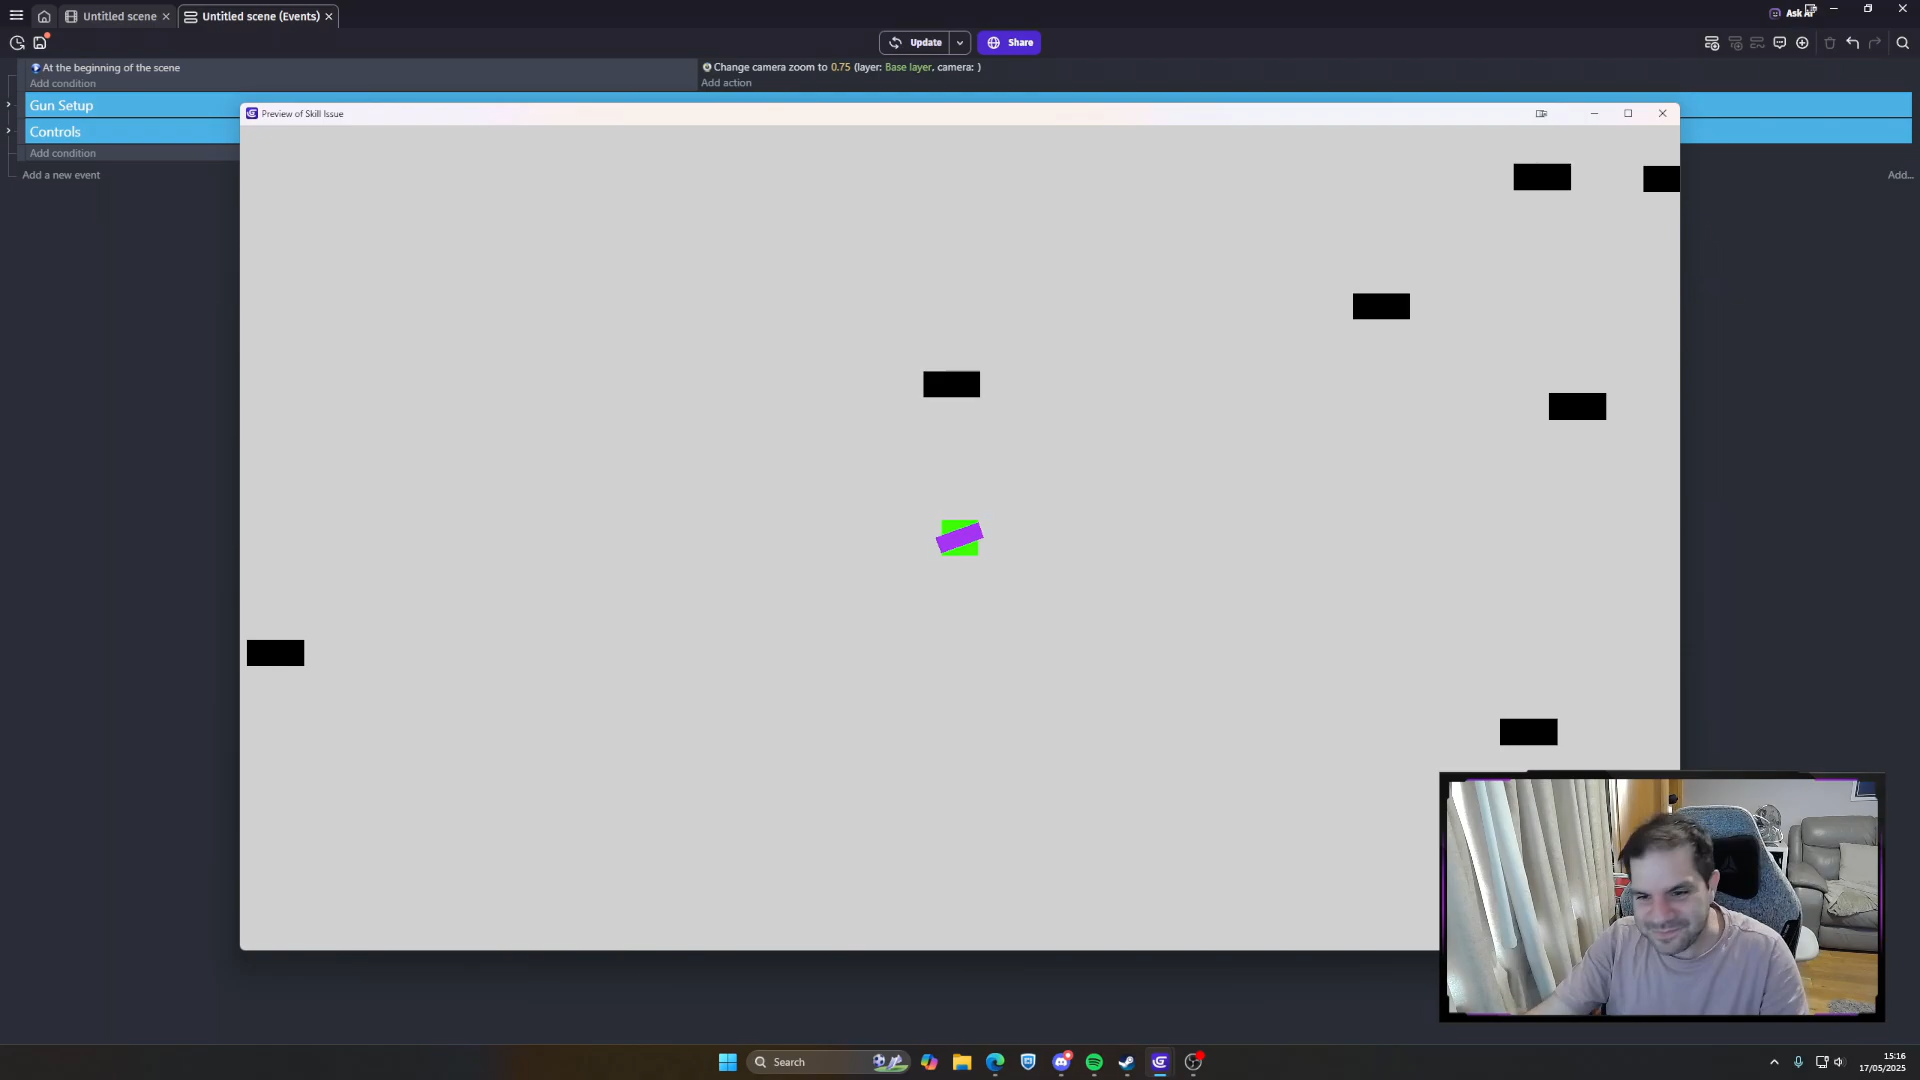 Untitled scene
Untitled scene (Events)
Ask AI
Update
Share
At the beginning of the scene
Change camera zoom to 0.75 (layer: Base layer, camera: )
Add condition
Add action
Gun Setup
Preview of Skill Issue
Controls
Add condition
Add a new event
Add...
Search
15:16
17/05/2025